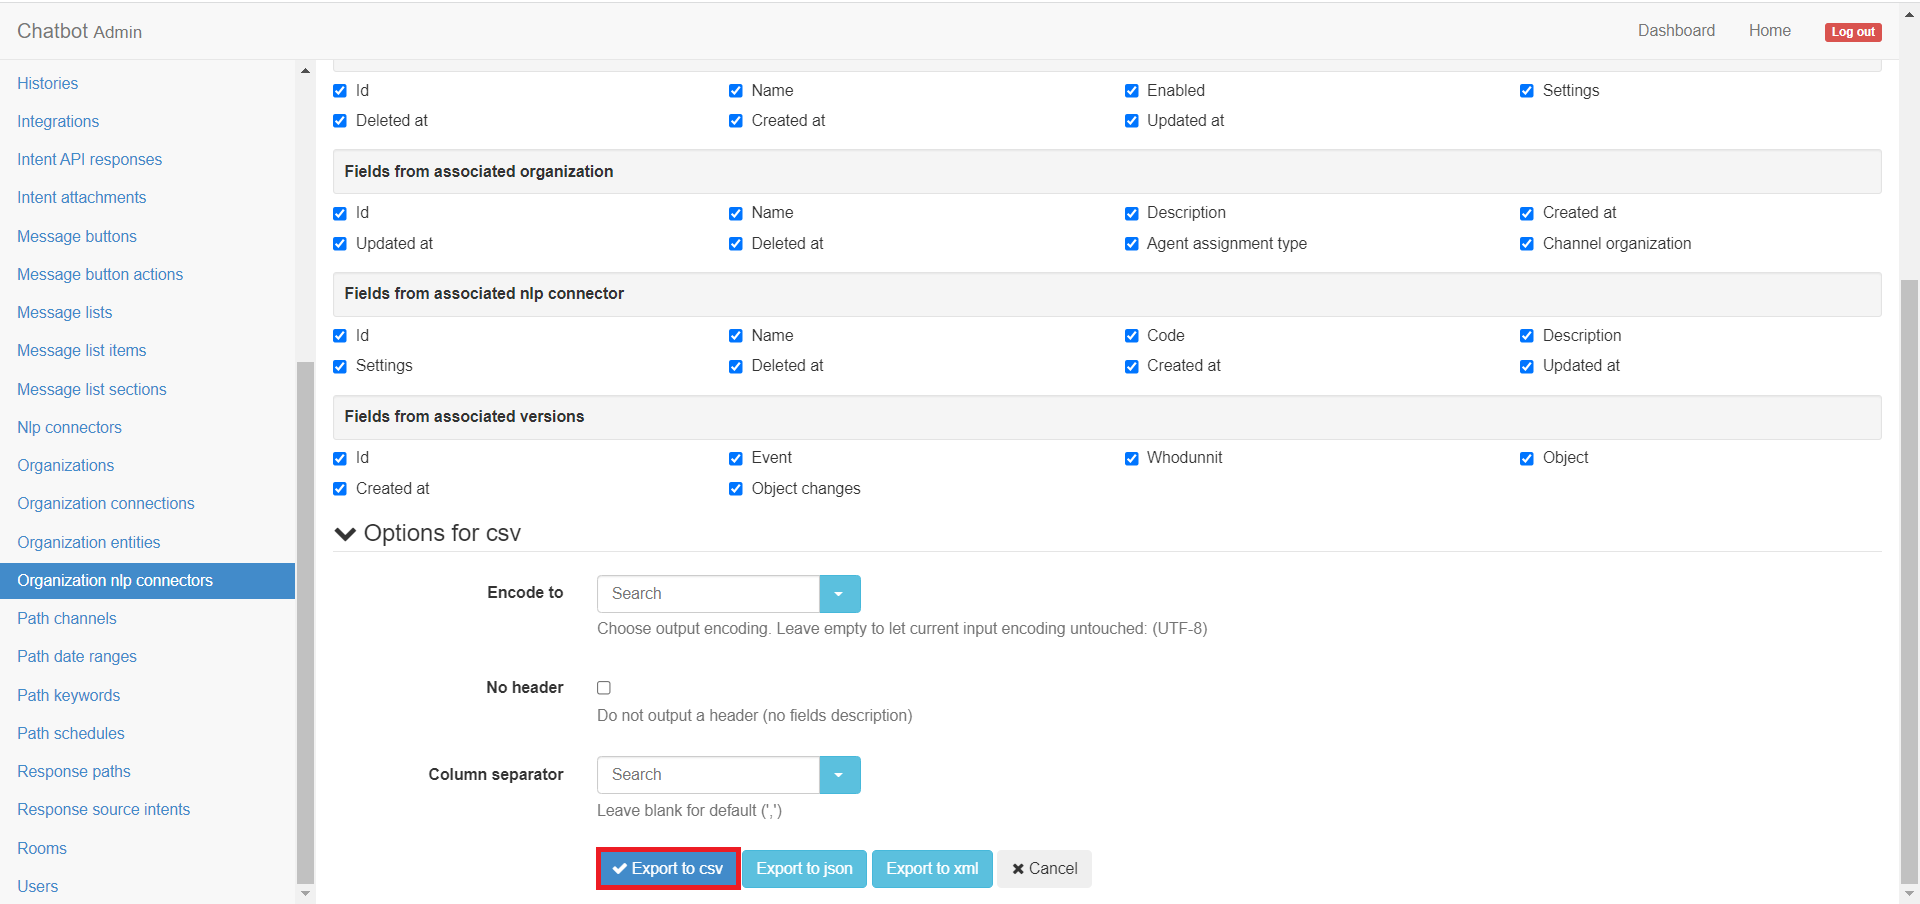 Chatbot Admin
Dashboard Home Log out
Histories
Integrations
Intent API responses
Intent attachments
Message buttons
Message button actions
Message lists
Message list items
Message list sections
Nlp connectors
Organizations
Organization connections
Organization entities
Organization nlp connectors
Path channels
Path date ranges
Path keywords
Path schedules
Response paths
Response source intents
Rooms
Users
Id Name Enabled Settings
Deleted at Created at Updated at
Fields from associated organization
Id Name Description Created at
Updated at Deleted at Agent assignment type Channel organization
Fields from associated nlp connector
Id Name Code Description
Settings Deleted at Created at Updated at
Fields from associated versions
Id Event Whodunnit Object
Created at Object changes
Options for csv
Encode to Search
Choose output encoding. Leave empty to let current input encoding untouched: (UTF-8)
No header
Do not output a header (no fields description)
Column separator Search
Leave blank for default (',')
Export to csv Export to json Export to xml Cancel